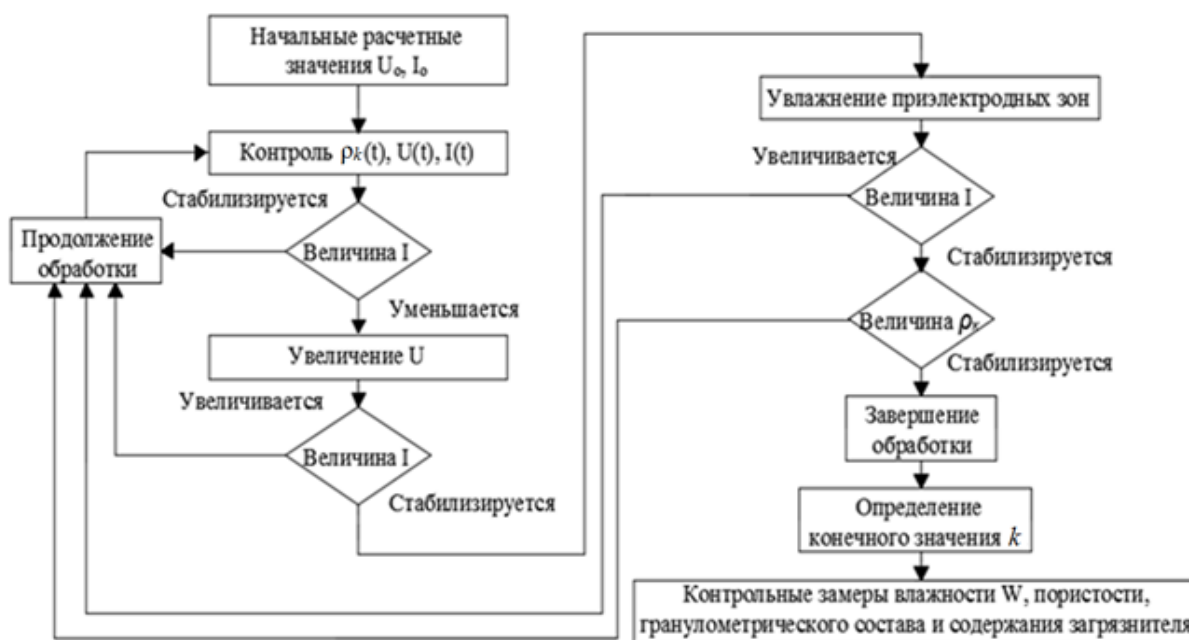 Начальные расчетные
значения U₀, I₀
Контроль ρₖ(t), U(t), I(t)
Стабилизируется
Величина I
Продолжение
обработки
Уменьшается
Увеличение U
Увеличивается
Величина I
Стабилизируется
Увлажнение приэлектродных зон
Увеличивается
Величина I
Стабилизируется
Величина ρₖ
Стабилизируется
Завершение
обработки
Определение
конечного значения k
Контрольные замеры влажности W, пористости,
гранулометрического состава и содержания загрязнителя